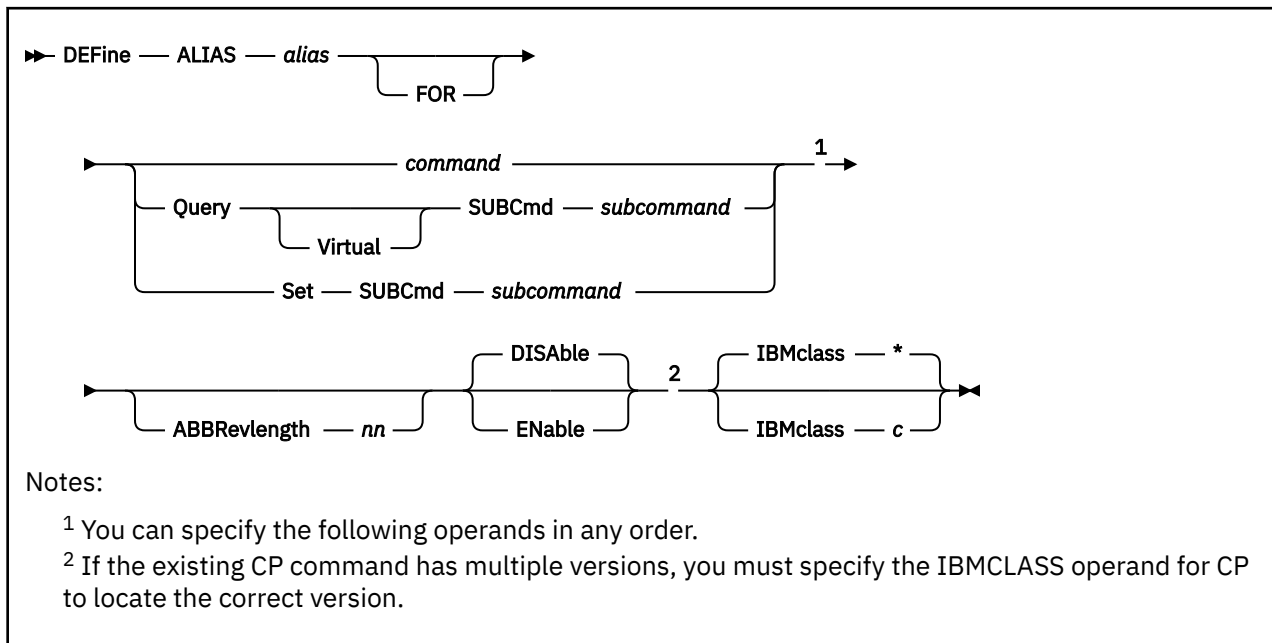 DEFine ALIAS alias
FOR
command 1
Query SUBCmd subcommand
Virtual
Set SUBCmd subcommand
DISAble 2 IBMclass *
ABBRevlength nn ENable IBMclass c
Notes:
1 You can specify the following operands in any order.
2 If the existing CP command has multiple versions, you must specify the IBMCLASS operand for CP
to locate the correct version.